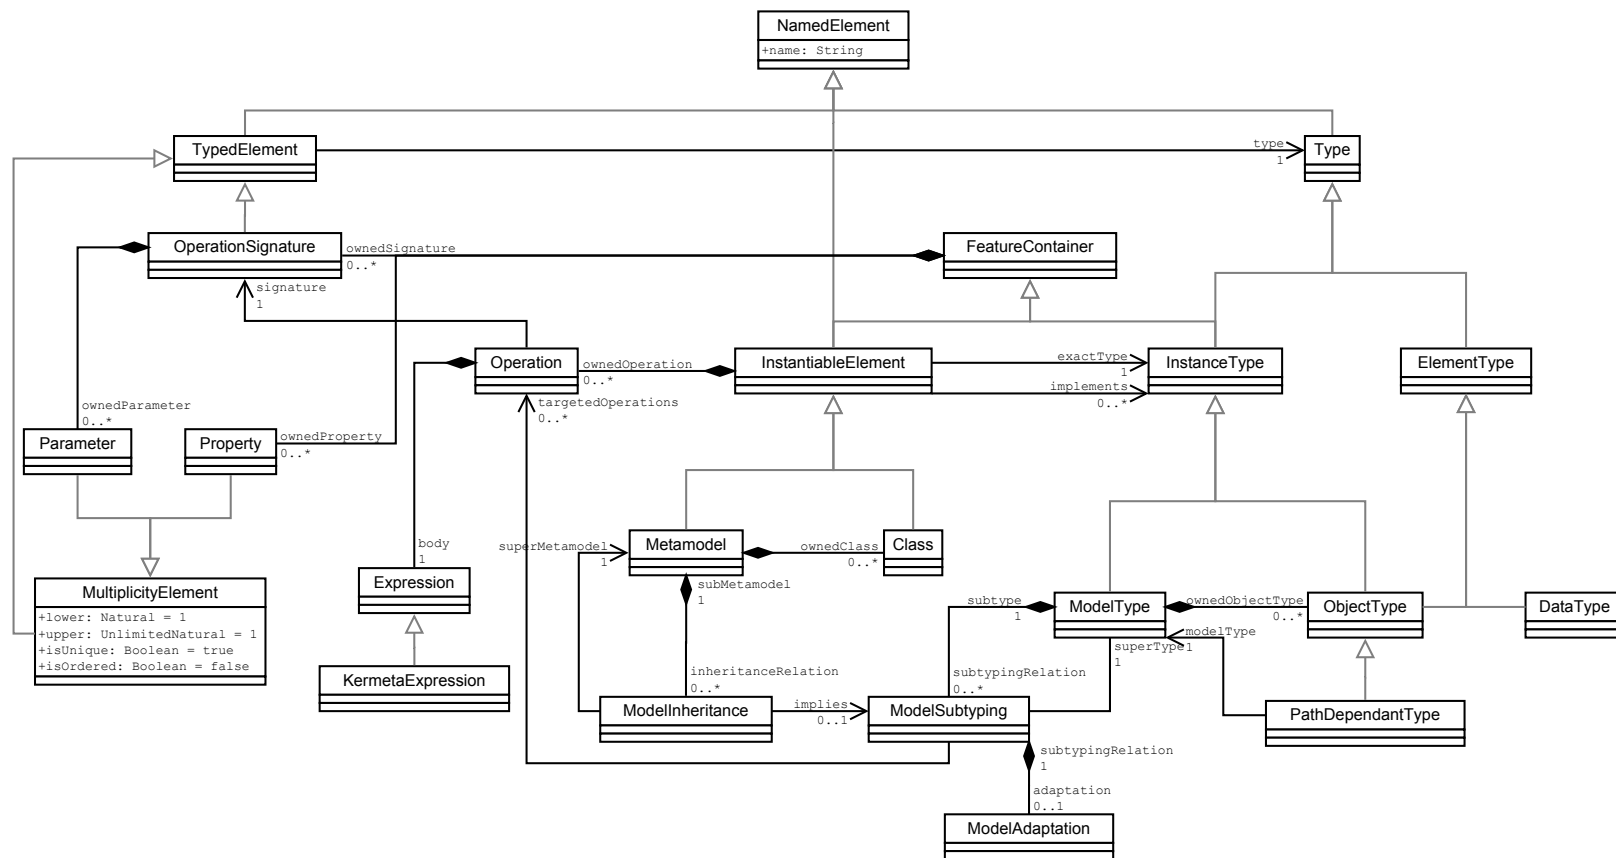 NamedElement
+name: String
TypedElement
type
1
Type
OperationSignature
ownedSignature
0..*
FeatureContainer
signature
1
Operation
ownedOperation
0..*
InstantiableElement
exactType
1
implements
0..*
InstanceType
ElementType
targetedOperations
0..*
ownedParameter
0..*
Parameter
Property
ownedProperty
0..*
superMetamodel
1
Metamodel
ownedClass
0..*
Class
body
1
Expression
subMetamodel
1
MultiplicityElement
+lower: Natural = 1
+upper: UnlimitedNatural = 1
+isUnique: Boolean = true
+isOrdered: Boolean = false
subtype
1
ModelType
ownedObjectType
0..*
ObjectType
DataType
modelType
1
superType
1
KermetaExpression
inheritanceRelation
0..*
subtypingRelation
0..*
ModelInheritance
implies
0..1
ModelSubtyping
PathDependantType
subtypingRelation
1
adaptation
0..1
ModelAdaptation